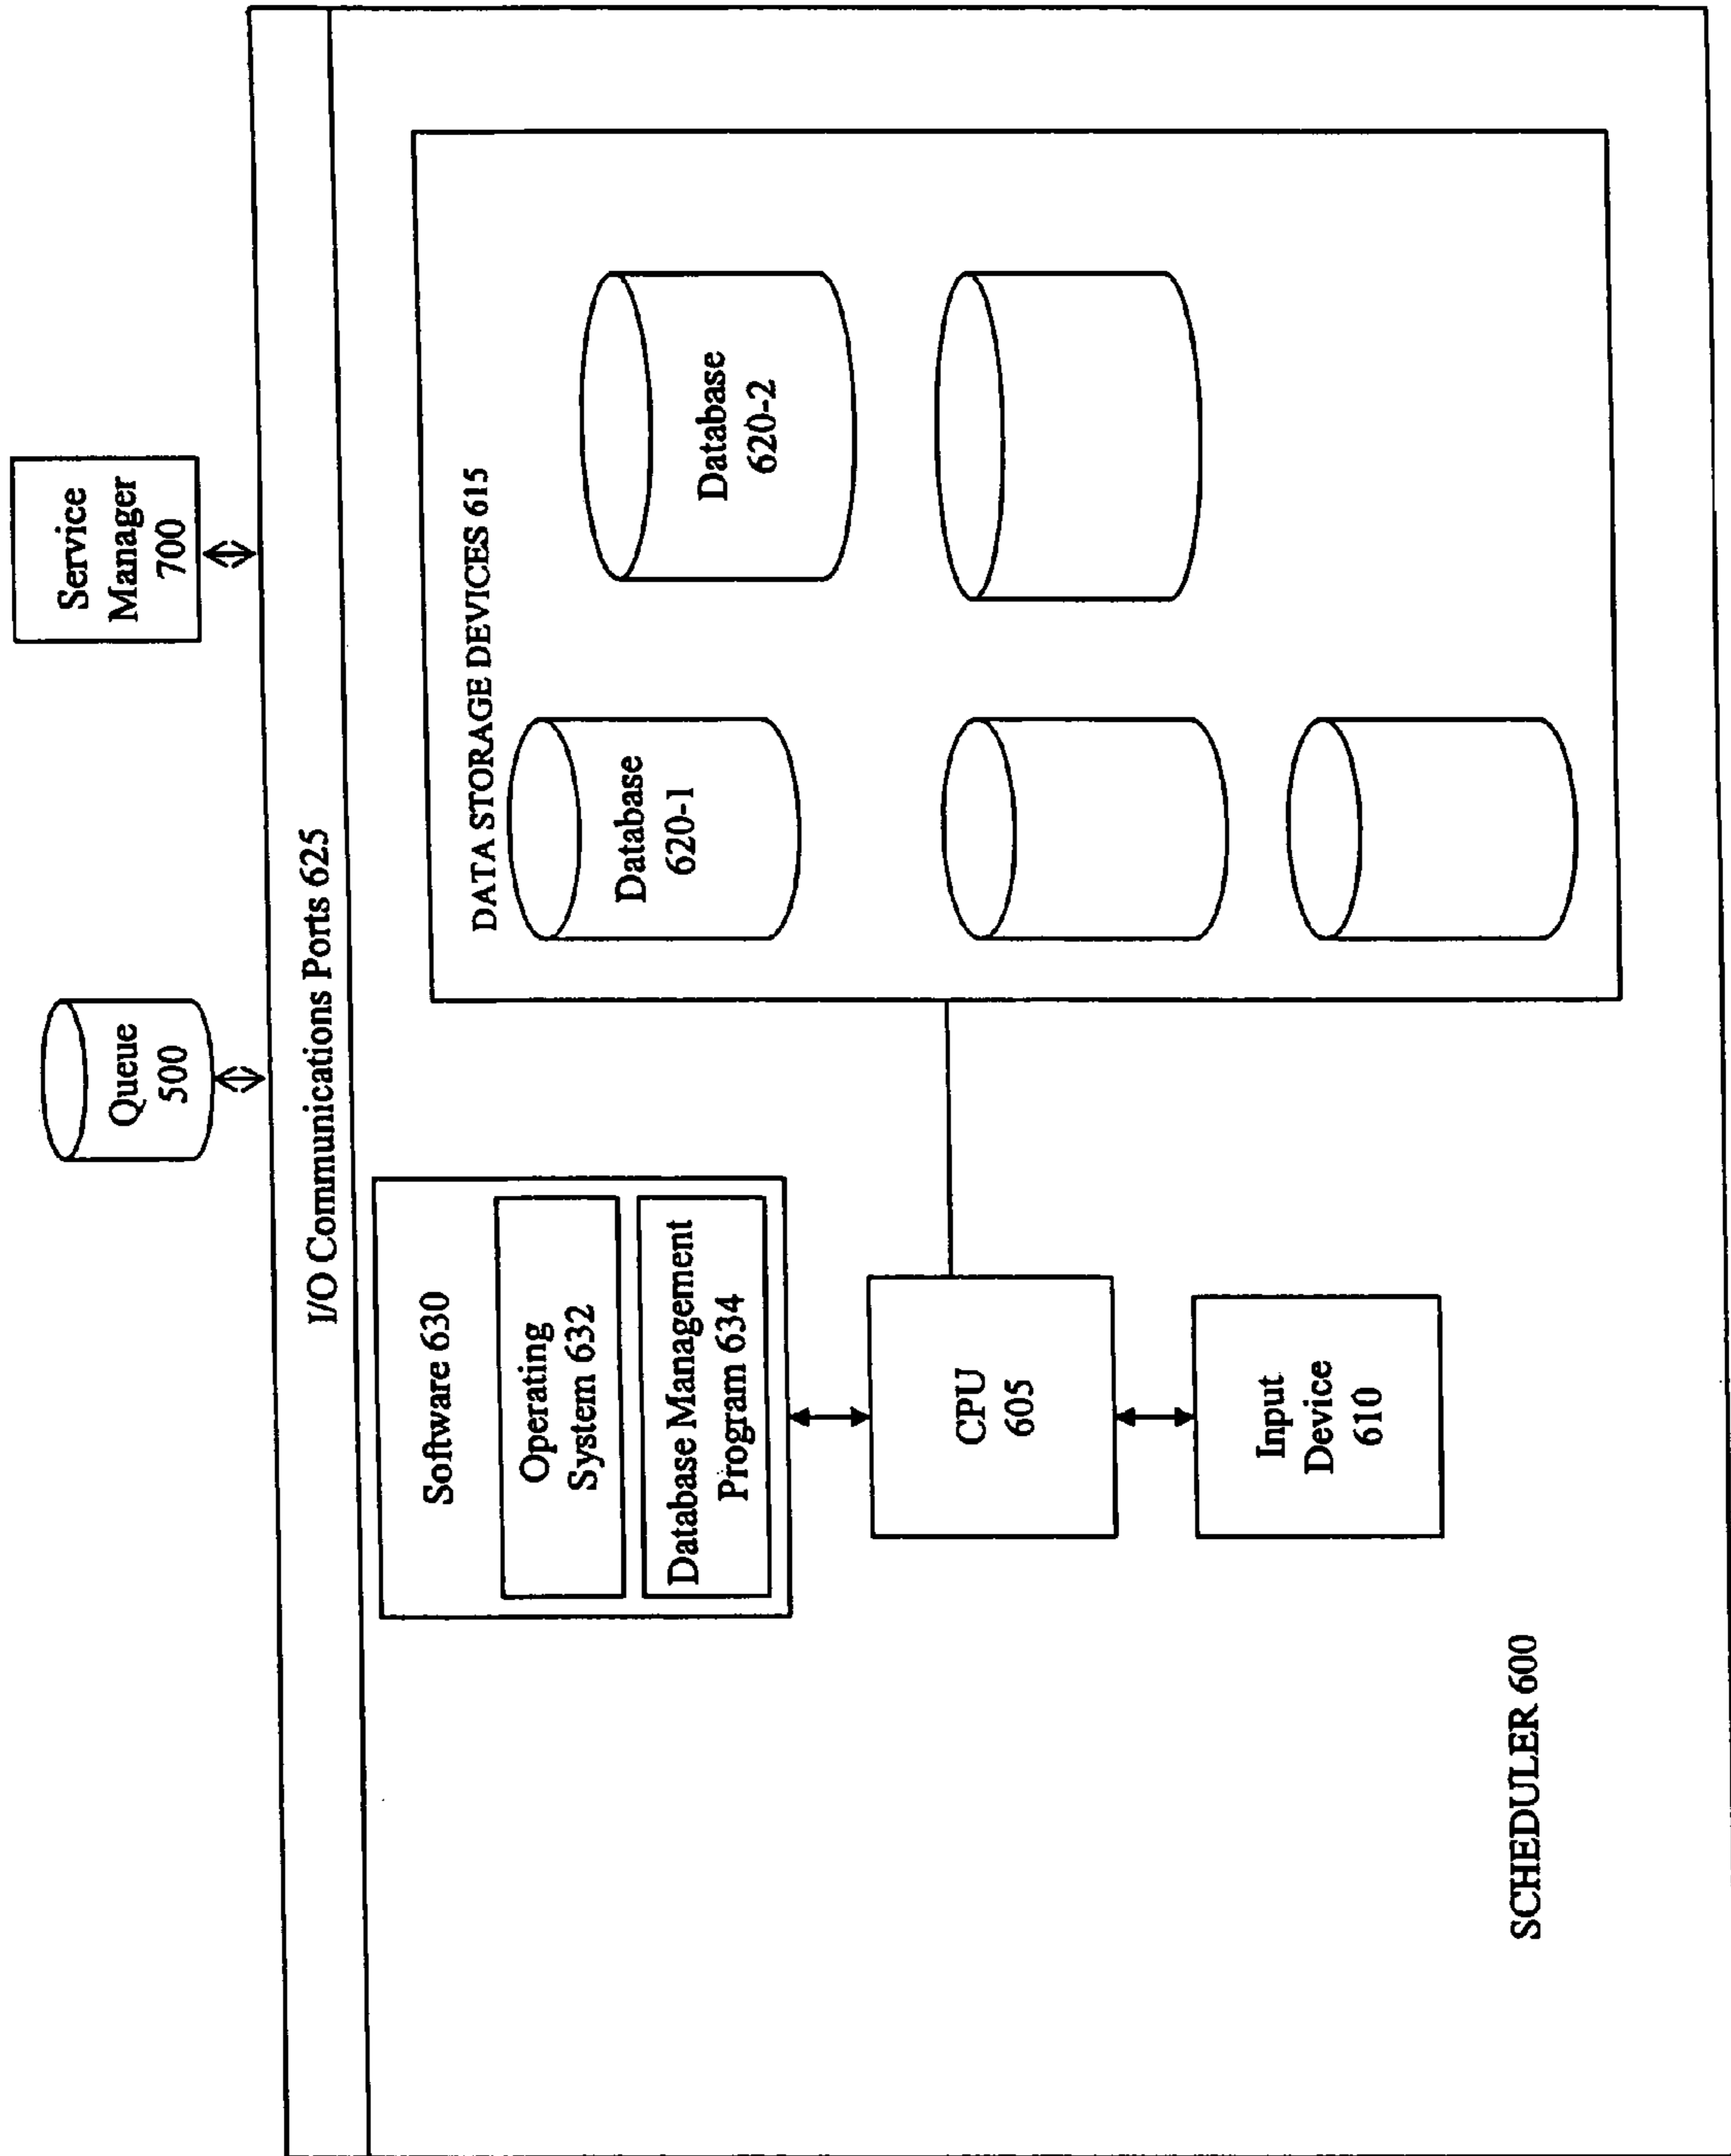 Queue
500
Service
Manager
700
I/O Communications Ports 625
Software 630
Operating
System 632
Database Management
Program 634
CPU
605
Input
Device
610
DATA STORAGE DEVICES 615
Database
620-1
Database
620-2
SCHEDULER 600